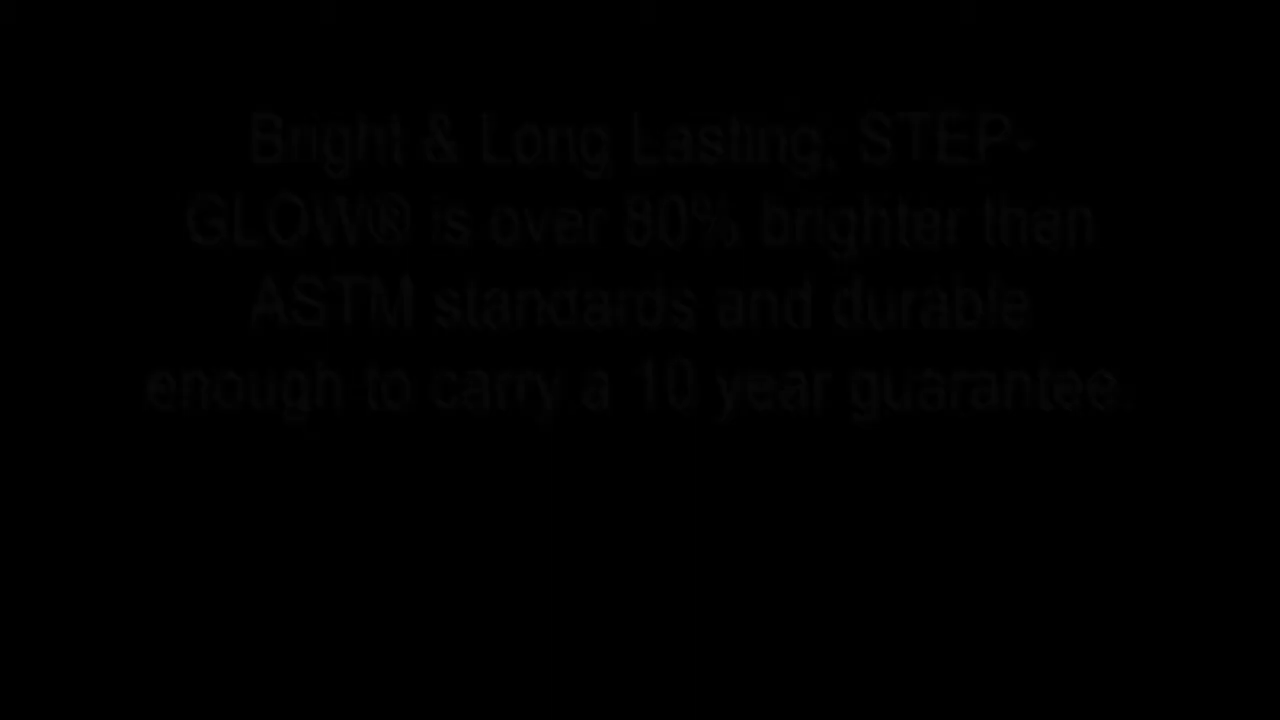 Bright & Long Lasting; STEP-
GLOW® is over 80% brighter than
ASTM standards and durable
enough to carry a 10 year guarantee.